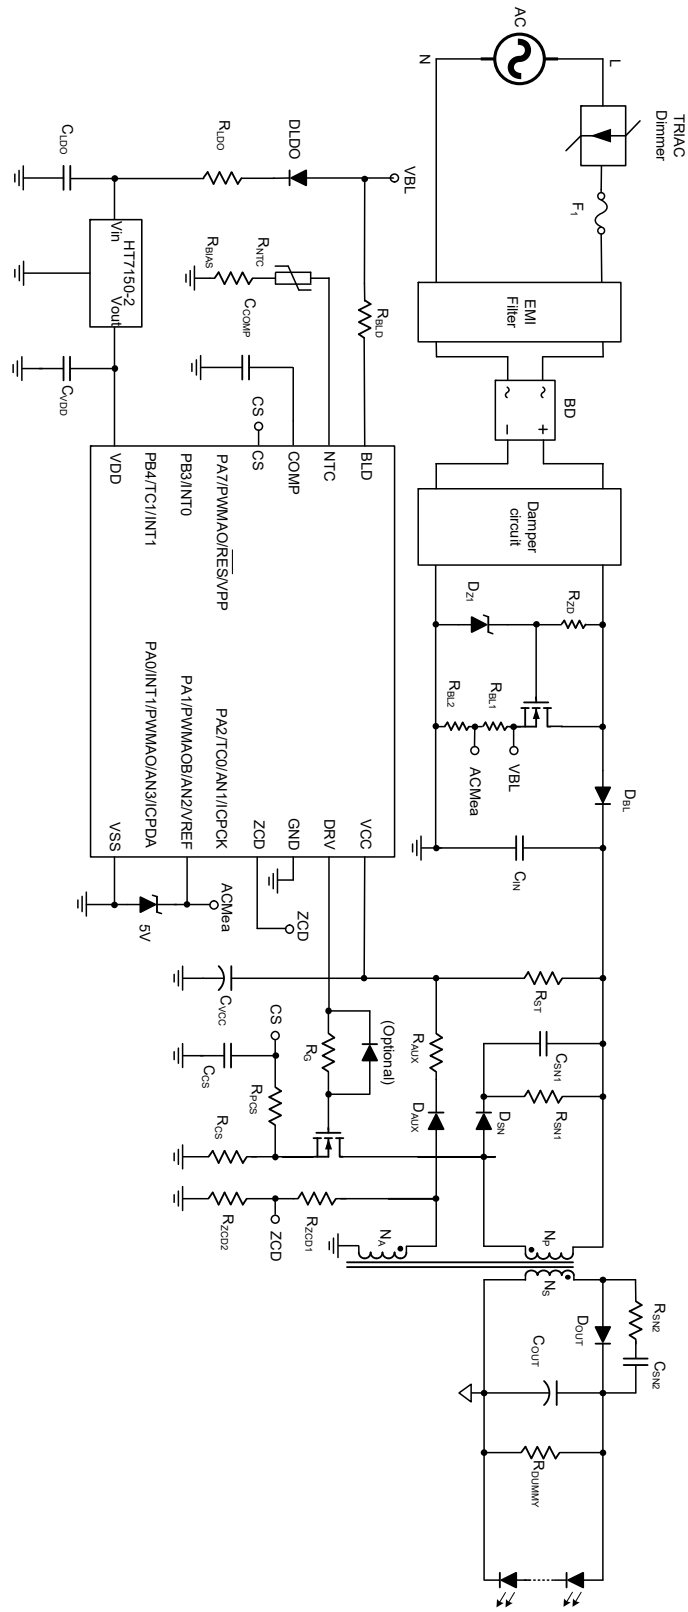 AC
L
N
TRIAC
Dimmer
F1
EMI
Filter
~
~
+
−
BD
Damper
circuit
RZD
DZ1
RBL1
RBL2
VBL
ACMea
DBL
CIN
RST
CSN1
RSN1
DSN
RAUX
DAUX
NP
NS
NA
RSN2
CSN2
DOUT
COUT
RDUMMY
VBL
DLDO
RLDO
CLDO
RBLD
RNTC
RBIAS
CCOMP
Vin
HT7150-2
Vout
CVDD
CS
BLD
NTC
COMP
CS
PA7/PWMAO/RES/VPP
PB3/INT0
PB4/TC1/INT1
VDD
VCC
DRV
GND
ZCD
PA2/TC0/AN1/ICPCK
PA1/PWMAOB/AN2/VREF
PA0/INT1/PWMAO/AN3/ICPDA
VSS
ZCD
ACMea
5V
CVCC
(Optional)
RG
CS
RPCS
CCS
RCS
RZCD1
ZCD
RZCD2